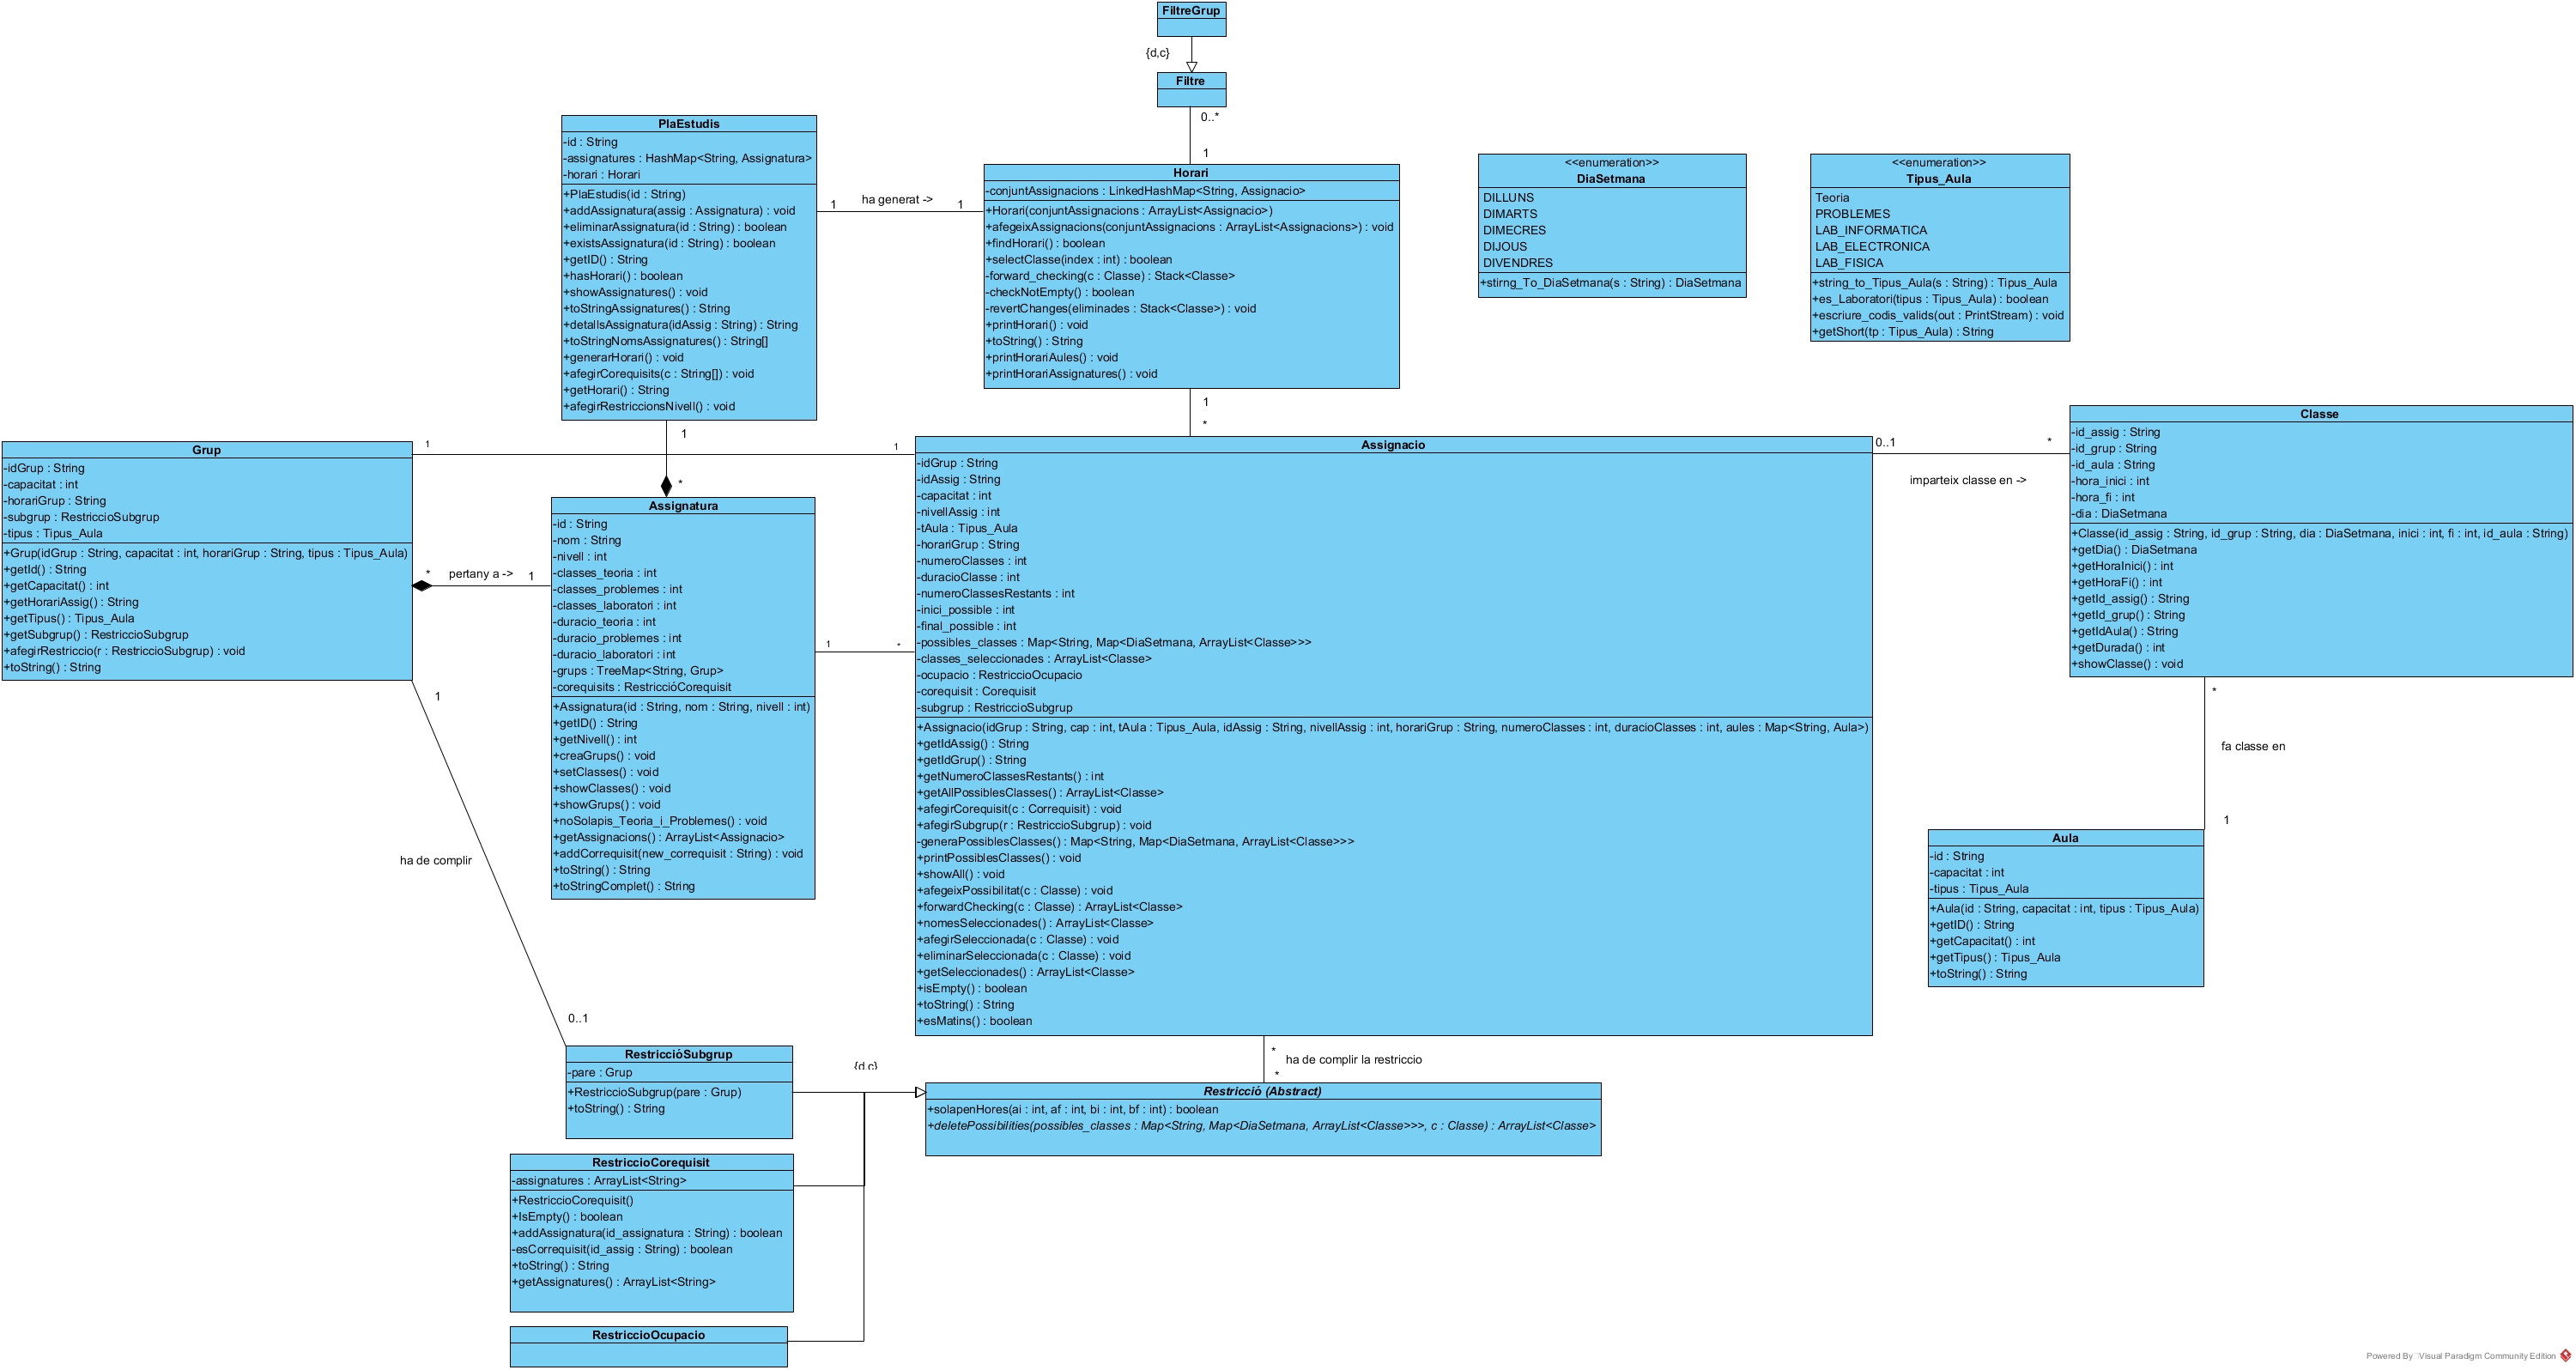 FiltreGrup
{d,c}
Filtre
0..*
1
PlaEstudis
-id : String
-assignatures : HashMap<String, Assignatura>
-horari : Horari
+PlaEstudis(id : String)
+addAssignatura(assig : Assignatura) : void
+eliminarAssignatura(id : String) : boolean
+existsAssignatura(id : String) : boolean
+getID() : String
+hasHorari() : boolean
+showAssignatures() : void
+toStringAssignatures() : String
+detallsAssignatura(idAssig : String) : String
+toStringNomsAssignatures() : String[]
+generarHorari() : void
+afegirCorequisits(c : String[]) : void
+getHorari() : String
+afegirRestriccionsNivell() : void
1
ha generat ->
1
Horari
-conjuntAssignacions : LinkedHashMap<String, Assignacio>
+Horari(conjuntAssignacions : ArrayList<Assignacio>)
+afegeixAssignacions(conjuntAssignacions : ArrayList<Assignacions>) : void
+findHorari() : boolean
+selectClasse(index : int) : boolean
-forward_checking(c : Classe) : Stack<Classe>
-checkNotEmpty() : boolean
-revertChanges(eliminades : Stack<Classe>) : void
+printHorari() : void
+toString() : String
+printHorariAules() : void
+printHorariAssignatures() : void
<<enumeration>>
DiaSetmana
DILLUNS
DIMARTS
DIMECRES
DIJOUS
DIVENDRES
+stirng_To_DiaSetmana(s : String) : DiaSetmana
<<enumeration>>
Tipus_Aula
Teoria
PROBLEMES
LAB_INFORMATICA
LAB_ELECTRONICA
LAB_FISICA
+string_to_Tipus_Aula(s : String) : Tipus_Aula
+es_Laboratori(tipus : Tipus_Aula) : boolean
+escriure_codis_valids(out : PrintStream) : void
+getShort(tp : Tipus_Aula) : String
1
*
1
*
Grup
-idGrup : String
-capacitat : int
-horariGrup : String
-subgrup : RestriccioSubgrup
-tipus : Tipus_Aula
+Grup(idGrup : String, capacitat : int, horariGrup : String, tipus : Tipus_Aula)
+getId() : String
+getCapacitat() : int
+getHorariAssig() : String
+getTipus() : Tipus_Aula
+getSubgrup() : RestriccioSubgrup
+afegirRestriccio(r : RestriccioSubgrup) : void
+toString() : String
1
1
*
pertany a ->
1
Assignatura
-id : String
-nom : String
-nivell : int
-classes_teoria : int
-classes_problemes : int
-classes_laboratori : int
-duracio_teoria : int
-duracio_problemes : int
-duracio_laboratori : int
-grups : TreeMap<String, Grup>
-corequisits : RestriccióCorequisit
+Assignatura(id : String, nom : String, nivell : int)
+getID() : String
+getNivell() : int
+creaGrups() : void
+setClasses() : void
+showClasses() : void
+showGrups() : void
+noSolapis_Teoria_i_Problemes() : void
+getAssignacions() : ArrayList<Assignacio>
+addCorrequisit(new_correquisit : String) : void
+toString() : String
+toStringComplet() : String
1
*
Assignacio
-idGrup : String
-idAssig : String
-capacitat : int
-nivellAssig : int
-tAula : Tipus_Aula
-horariGrup : String
-numeroClasses : int
-duracioClasse : int
-numeroClassesRestants : int
-inici_possible : int
-final_possible : int
-possibles_classes : Map<String, Map<DiaSetmana, ArrayList<Classe>>>
-classes_seleccionades : ArrayList<Classe>
-ocupacio : RestriccioOcupacio
-corequisit : Corequisit
-subgrup : RestriccioSubgrup
+Assignacio(idGrup : String, cap : int, tAula : Tipus_Aula, idAssig : String, nivellAssig : int, horariGrup : String, numeroClasses : int, duracioClasses : int, aules : Map<String, Aula>)
+getIdAssig() : String
+getIdGrup() : String
+getNumeroClassesRestants() : int
+getAllPossiblesClasses() : ArrayList<Classe>
+afegirCorequisit(c : Correquisit) : void
+afegirSubgrup(r : RestriccioSubgrup) : void
-generaPossiblesClasses() : Map<String, Map<DiaSetmana, ArrayList<Classe>>>
+printPossiblesClasses() : void
+showAll() : void
+afegeixPossibilitat(c : Classe) : void
+forwardChecking(c : Classe) : ArrayList<Classe>
+nomesSeleccionades() : ArrayList<Classe>
+afegirSeleccionada(c : Classe) : void
+eliminarSeleccionada(c : Classe) : void
+getSeleccionades() : ArrayList<Classe>
+isEmpty() : boolean
+toString() : String
+esMatins() : boolean
0..1
*
imparteix classe en ->
Classe
-id_assig : String
-id_grup : String
-id_aula : String
-hora_inici : int
-hora_fi : int
-dia : DiaSetmana
+Classe(id_assig : String, id_grup : String, dia : DiaSetmana, inici : int, fi : int, id_aula : String)
+getDia() : DiaSetmana
+getHoraInici() : int
+getHoraFi() : int
+getId_assig() : String
+getId_grup() : String
+getIdAula() : String
+getDurada() : int
+showClasse() : void
*
fa classe en
1
Aula
-id : String
-capacitat : int
-tipus : Tipus_Aula
+Aula(id : String, capacitat : int, tipus : Tipus_Aula)
+getID() : String
+getCapacitat() : int
+getTipus() : Tipus_Aula
+toString() : String
1
ha de complir
0..1
RestriccióSubgrup
-pare : Grup
+RestriccioSubgrup(pare : Grup)
+toString() : String
{d,c}
*
ha de complir la restriccio
*
Restricció (Abstract)
+solapenHores(ai : int, af : int, bi : int, bf : int) : boolean
+deletePossibilities(possibles_classes : Map<String, Map<DiaSetmana, ArrayList<Classe>>>, c : Classe) : ArrayList<Classe>
RestriccioCorequisit
-assignatures : ArrayList<String>
+RestriccioCorequisit()
+IsEmpty() : boolean
+addAssignatura(id_assignatura : String) : boolean
-esCorrequisit(id_assig : String) : boolean
+toString() : String
+getAssignatures() : ArrayList<String>
RestriccioOcupacio
Powered By Visual Paradigm Community Edition